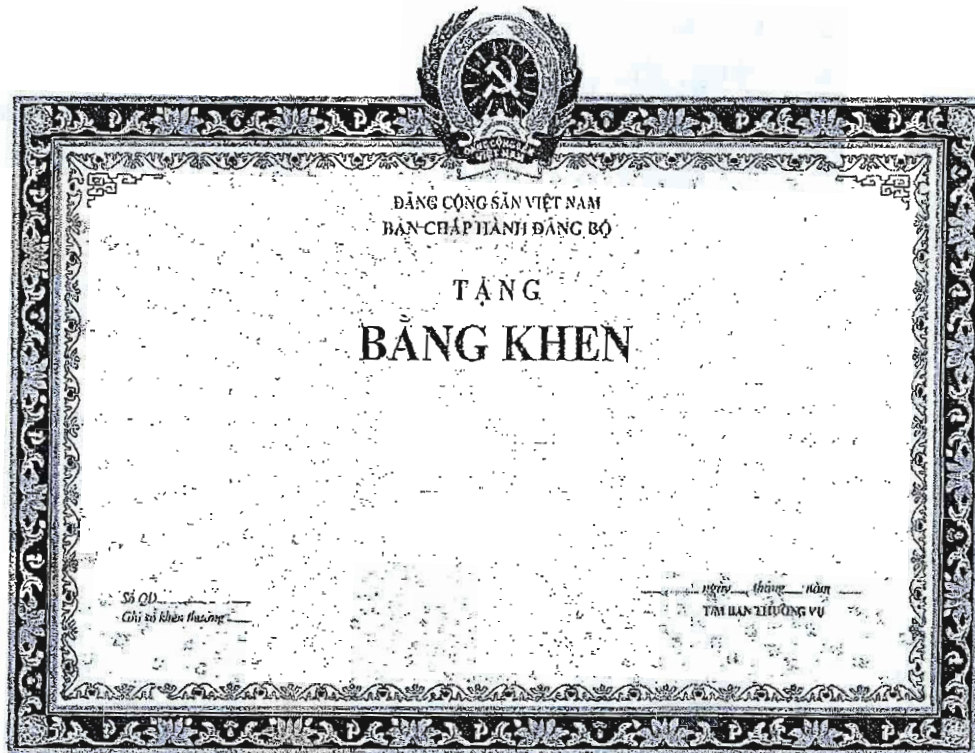 ĐẢNG CỘNG SẢN VIỆT NAM
BAN CHẤP HÀNH ĐẢNG BỘ
TẶNG
BẰNG KHEN
Số QĐ
Ghi sổ khen thưởng
ngày tháng năm
T/M BAN THƯỜNG VỤ